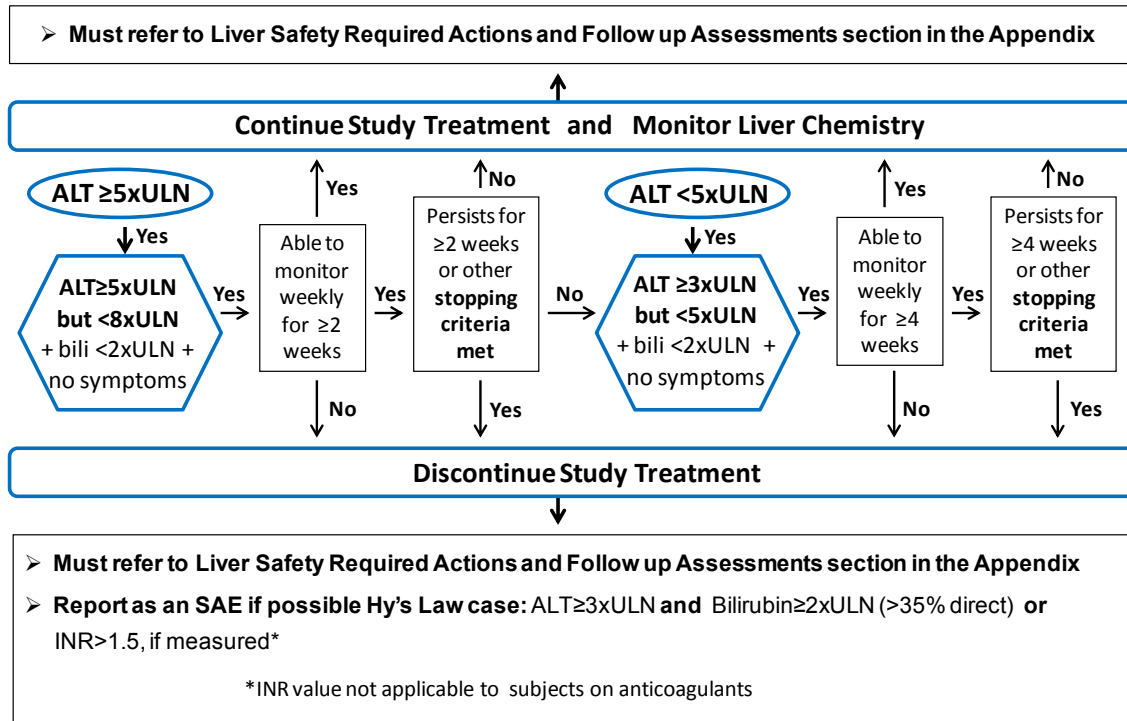 ➢ Must refer to Liver Safety Required Actions and Follow up Assessments section in the Appendix
Continue Study Treatment and Monitor Liver Chemistry
ALT ≥5xULN
Yes
ALT≥5xULN
but <8xULN
+ bili <2xULN +
no symptoms
Yes
Yes
Able to
monitor
weekly
for ≥2
weeks
No
Yes
No
Persists for
≥2 weeks
or other
stopping
criteria
met
Yes
No
ALT <5xULN
Yes
ALT ≥3xULN
but <5xULN
+ bili <2xULN +
no symptoms
Yes
Yes
Able to
monitor
weekly
for ≥4
weeks
No
Yes
No
Persists for
≥4 weeks
or other
stopping
criteria
met
Yes
Discontinue Study Treatment
➢ Must refer to Liver Safety Required Actions and Follow up Assessments section in the Appendix
➢ Report as an SAE if possible Hy's Law case: ALT≥3xULN and Bilirubin≥2xULN (>35% direct) or
INR>1.5, if measured*
*INR value not applicable to subjects on anticoagulants